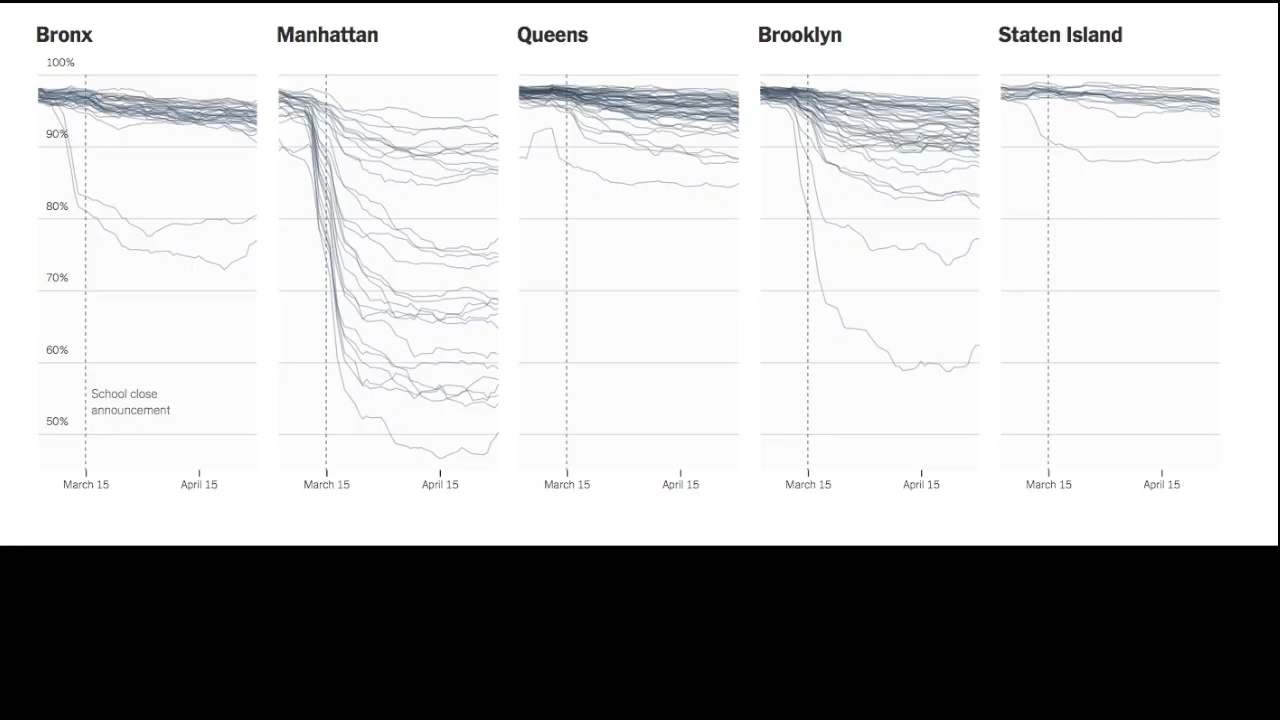 Bronx
Manhattan
Queens
Brooklyn
Staten Island
100%
90%
80%
70%
60%
50%
School close
announcement
March 15
April 15
March 15
April 15
March 15
April 15
March 15
April 15
March 15
April 15